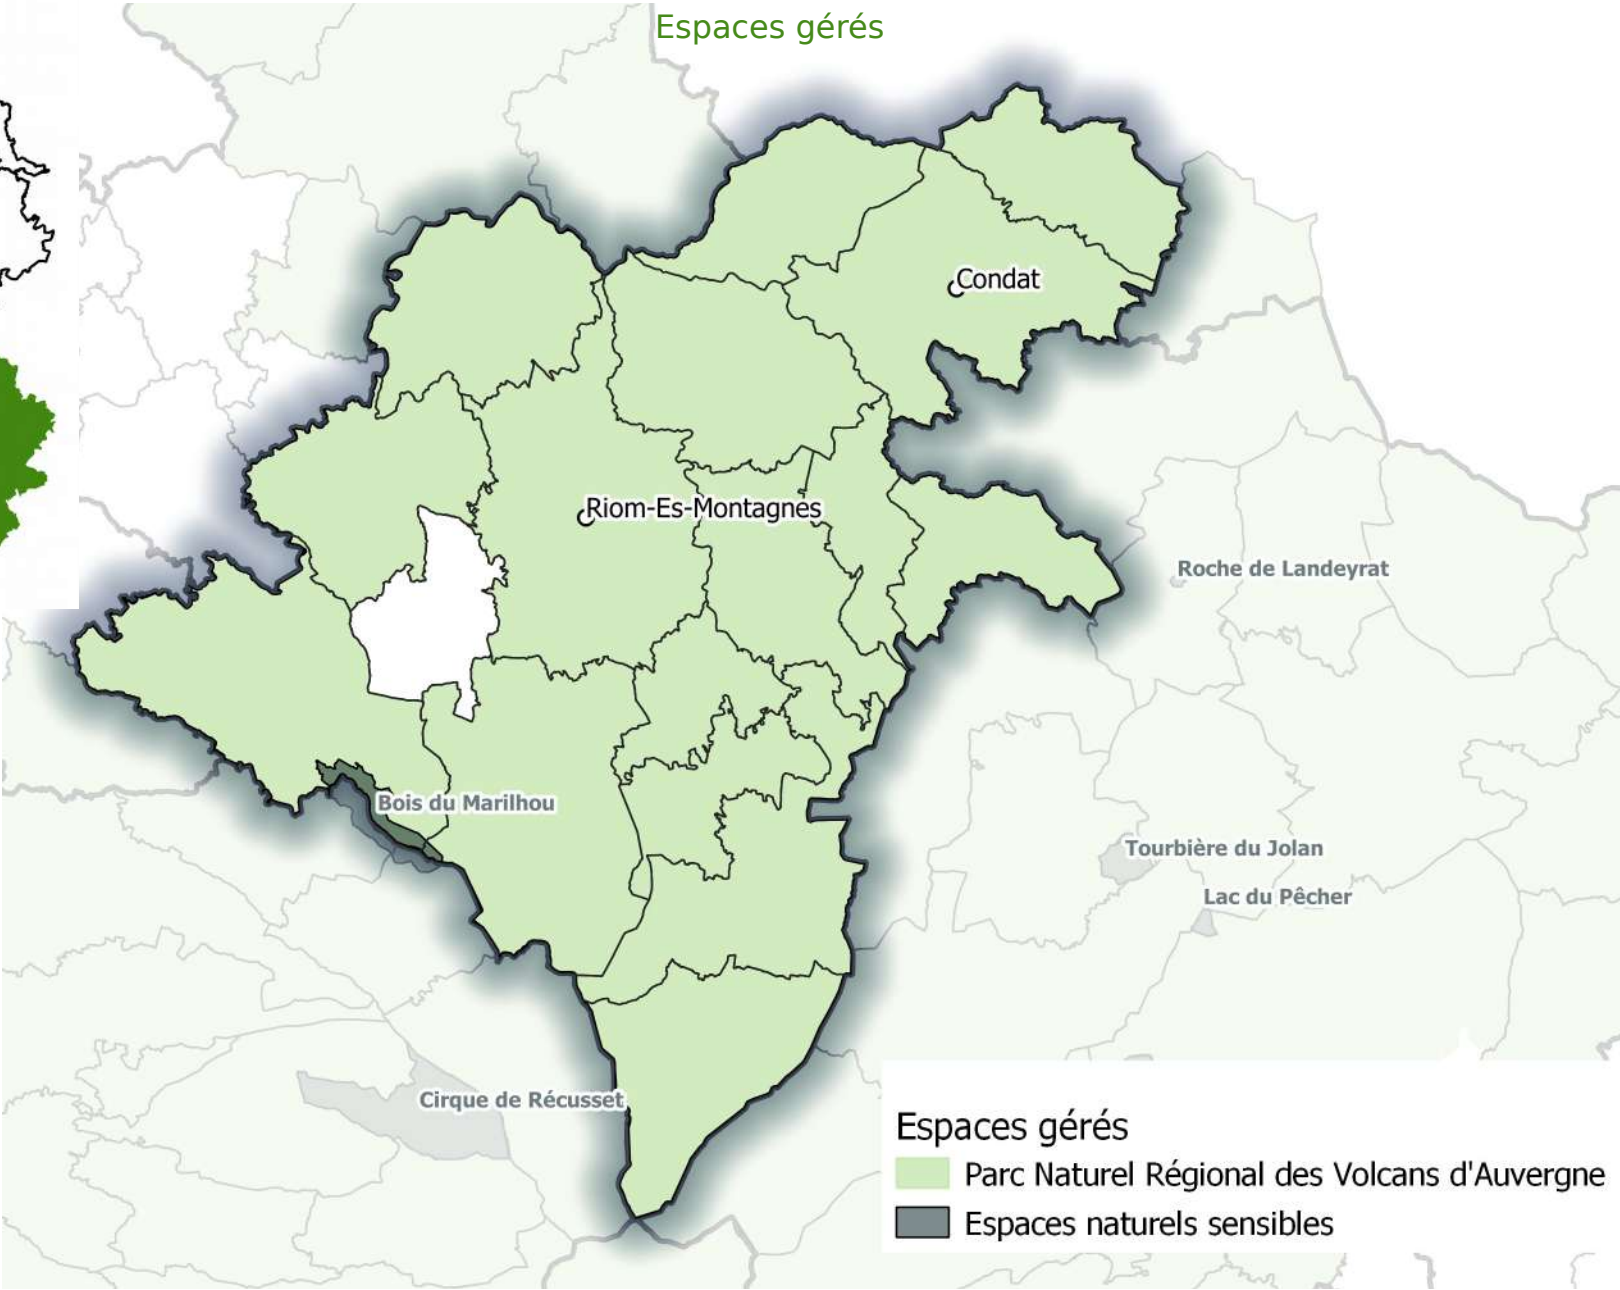 Espaces gérés
Condat
Riom-Es-Montagnes
Roche de Landeyrat
Bois du Marilhou
Tourbière du Jolan
Lac du Pêcher
Cirque de Récusset
Espaces gérés
Parc Naturel Régional des Volcans d'Auvergne
Espaces naturels sensibles